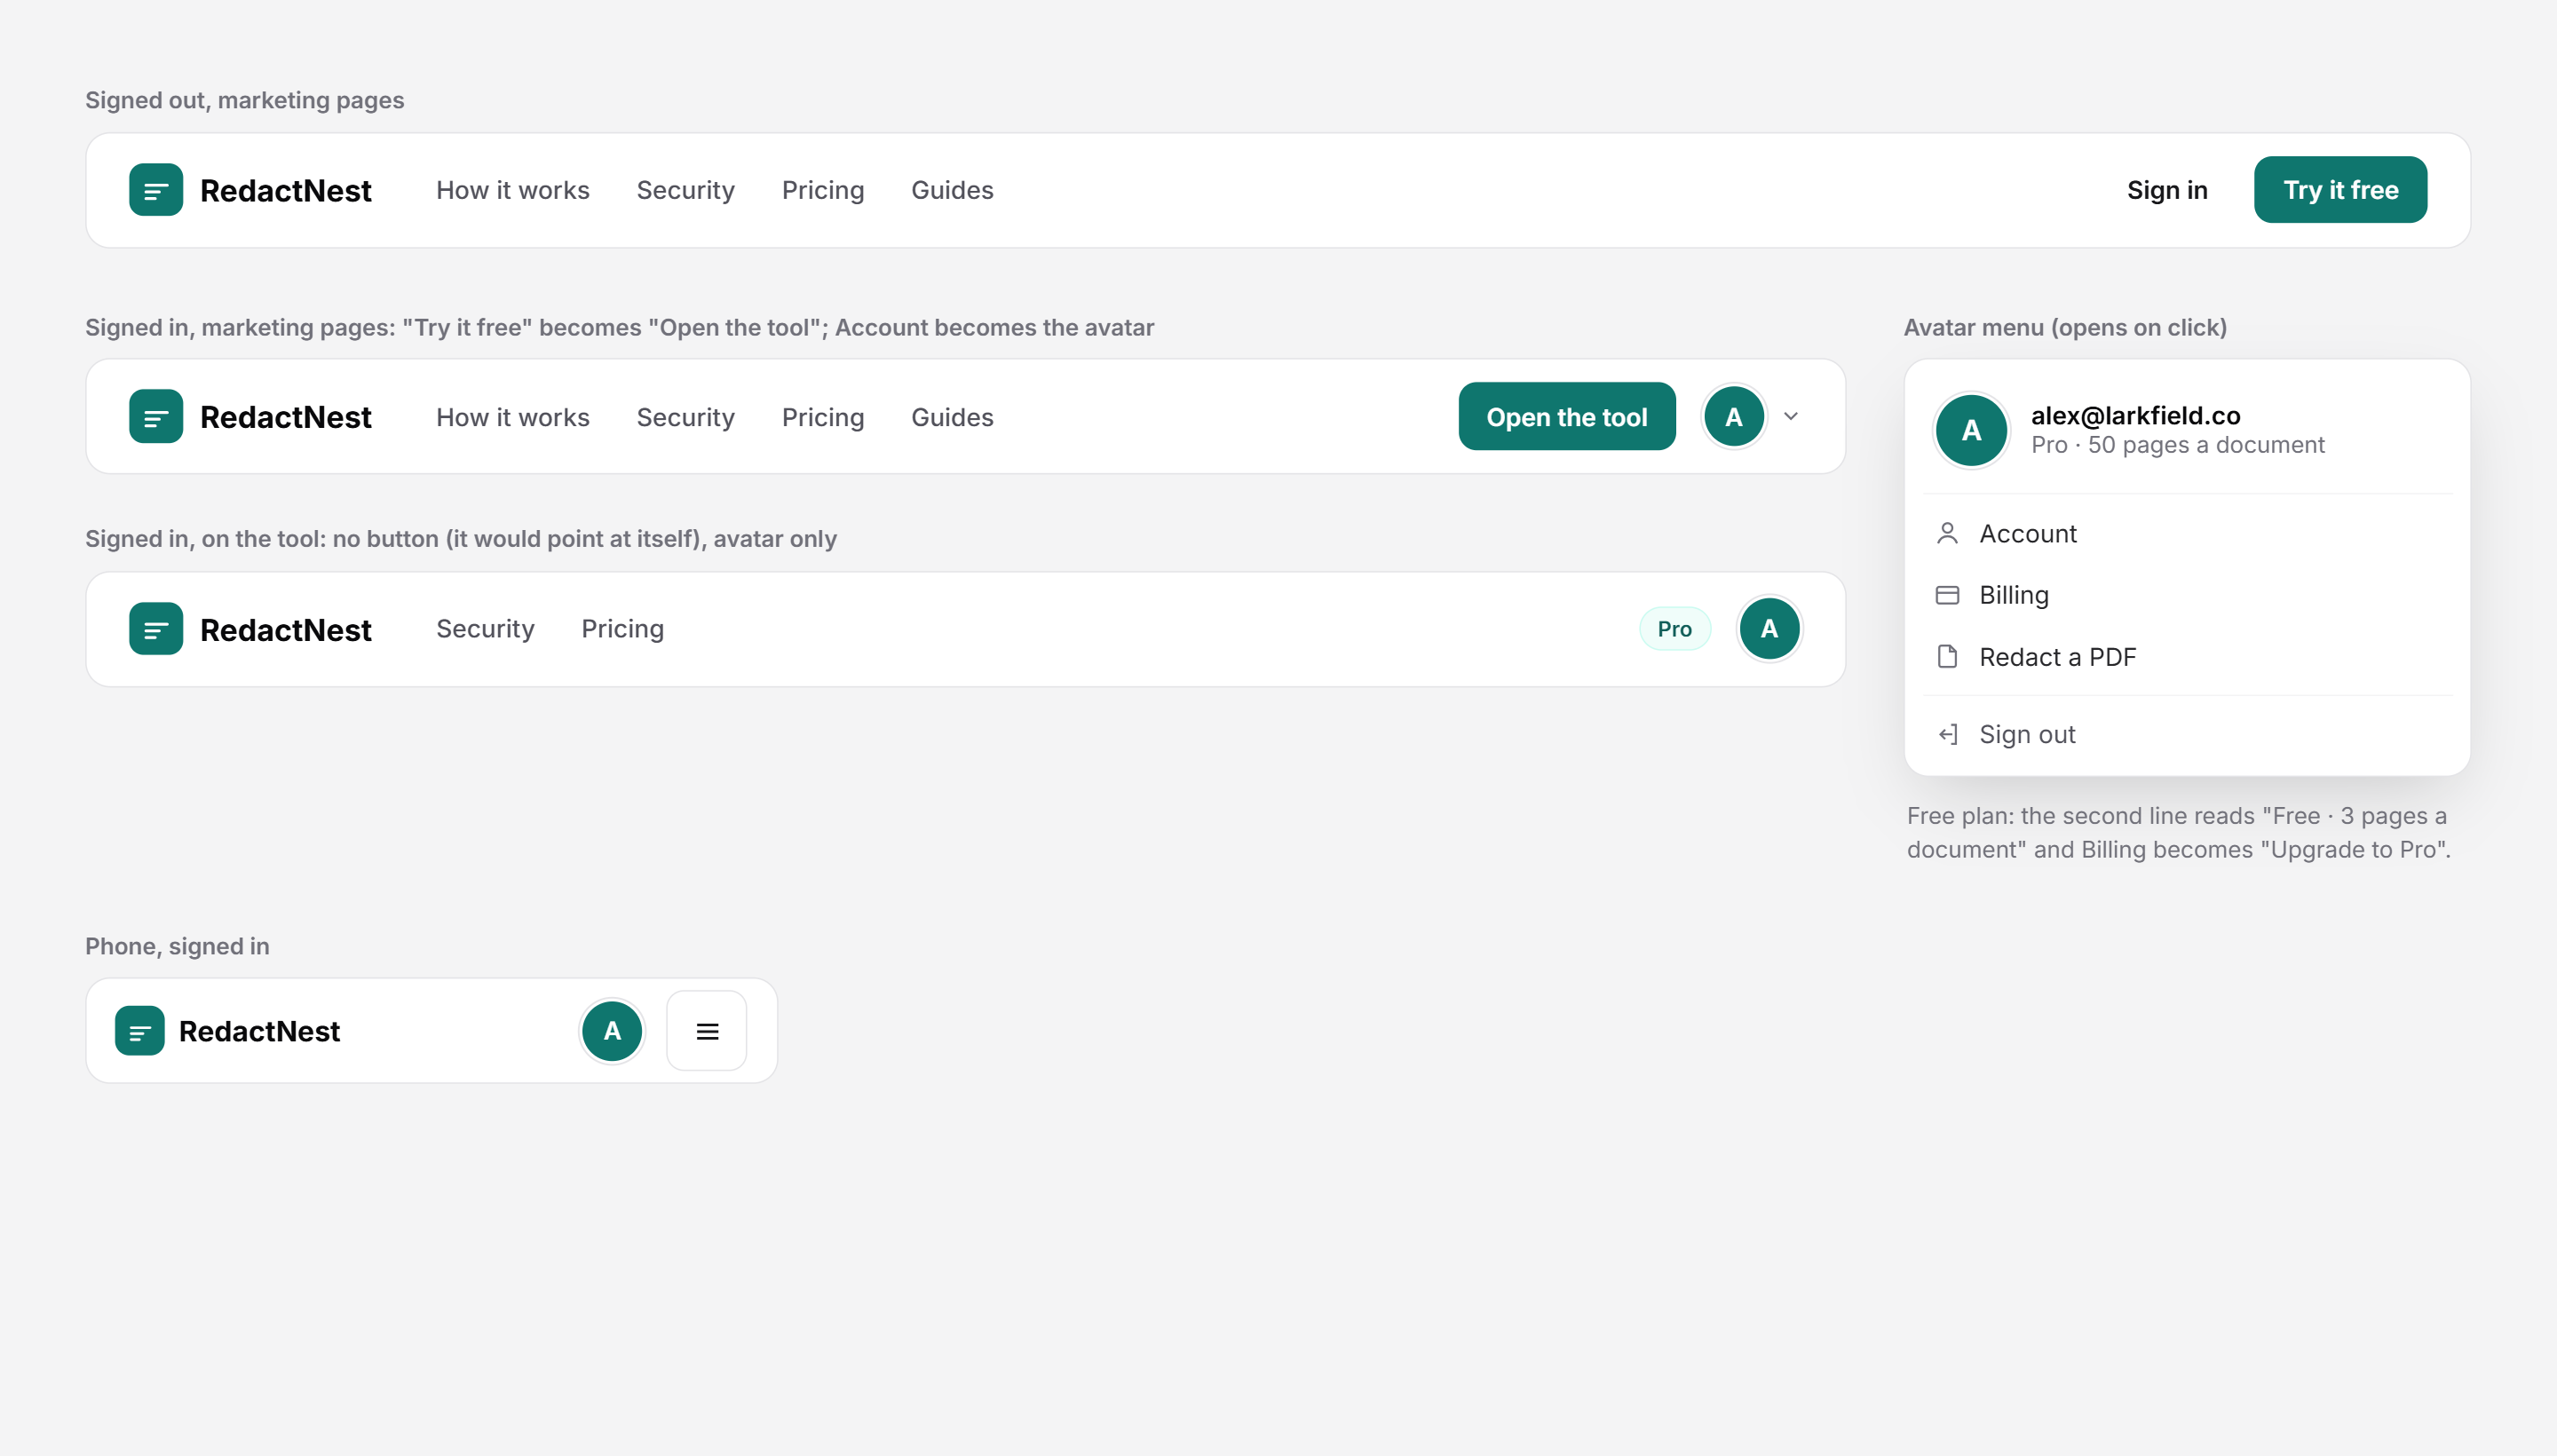 Signed out, marketing pages
RedactNest How it works Security Pricing Guides Sign in Try it free
Signed in, marketing pages: "Try it free" becomes "Open the tool"; Account becomes the avatar
RedactNest How it works Security Pricing Guides Open the tool A
Signed in, on the tool: no button (it would point at itself), avatar only
RedactNest Security Pricing Pro A
Avatar menu (opens on click)
A alex@larkfield.co
Pro · 50 pages a document
Account
Billing
Redact a PDF
Sign out
Free plan: the second line reads "Free · 3 pages a
document" and Billing becomes "Upgrade to Pro".
Phone, signed in
RedactNest A